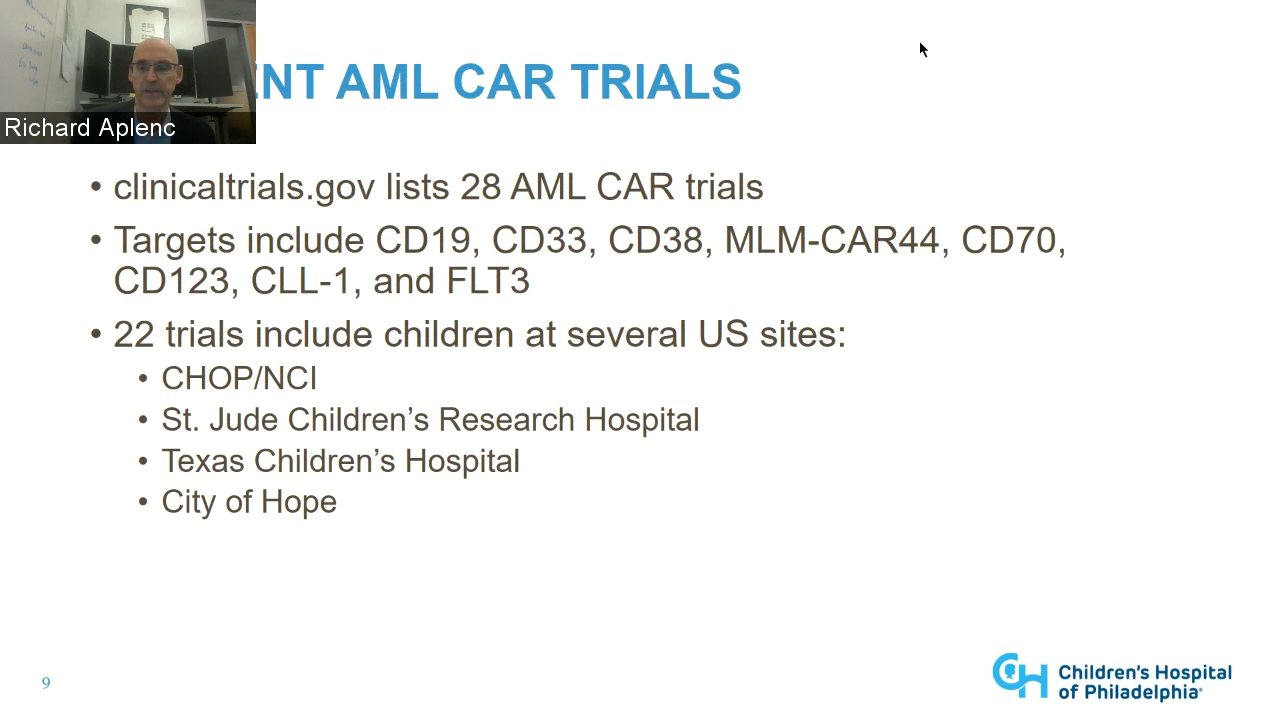 ENT AML CAR TRIALS
Richard Aplenc
• clinicaltrials.gov lists 28 AML CAR trials
• Targets include CD19, CD33, CD38, MLM-CAR44, CD70,
CD123, CLL-1, and FLT3
• 22 trials include children at several US sites:
• CHOP/NCI
• St. Jude Children’s Research Hospital
• Texas Children’s Hospital
• City of Hope
9
CH Children's Hospital
of Philadelphia